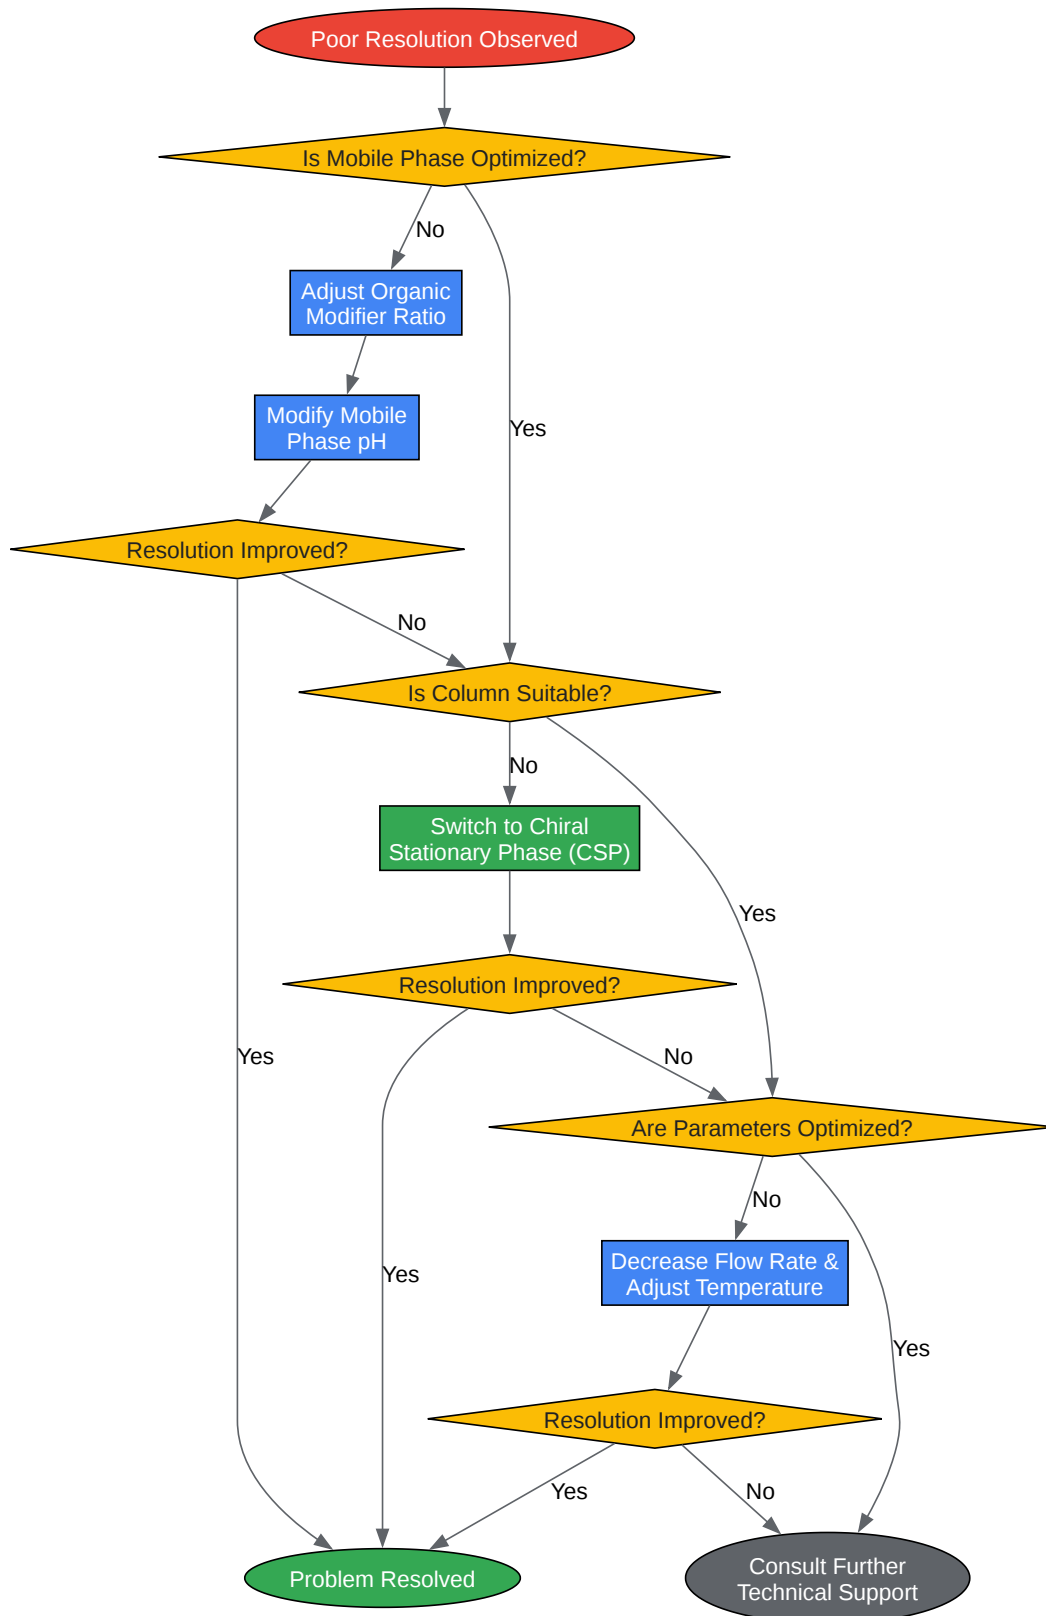 Poor Resolution Observed
Is Mobile Phase Optimized?
No
Adjust Organic
Modifier Ratio
Modify Mobile
Phase pH
Yes
Resolution Improved?
No
Is Column Suitable?
No
Switch to Chiral
Stationary Phase (CSP)
Yes
Resolution Improved?
Yes
No
Are Parameters Optimized?
No
Decrease Flow Rate &
Adjust Temperature
Yes
Yes
Resolution Improved?
Yes
No
Problem Resolved
Consult Further
Technical Support